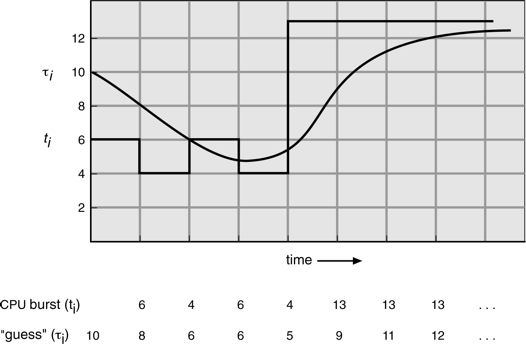 12
τi 10
8
ti 6
4
2
time
CPU burst (ti) 6 4 6 4 13 13 13 ...
"guess" (τi) 10 8 6 6 5 9 11 12 ...